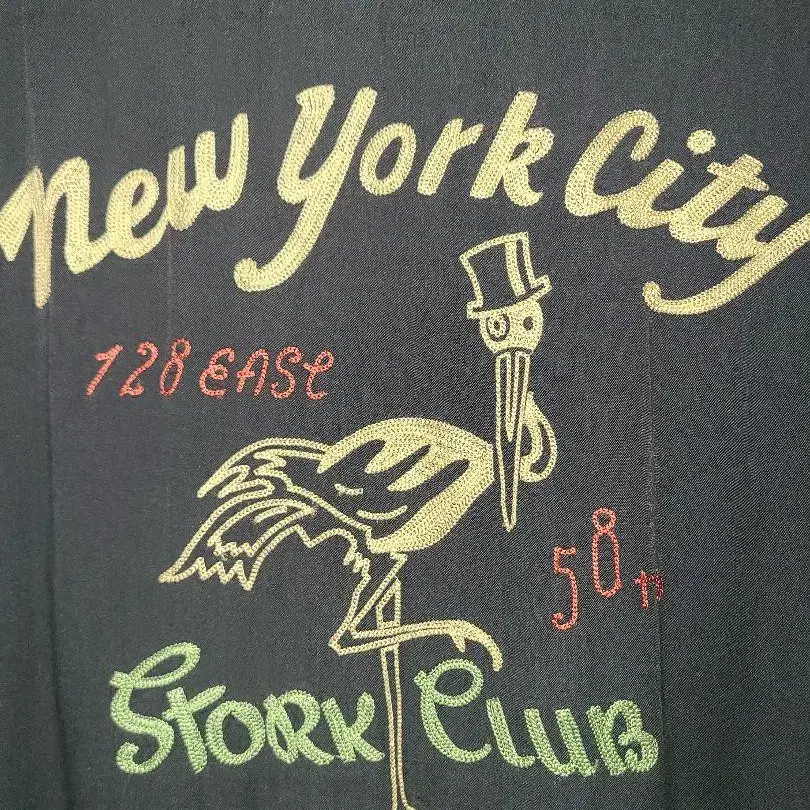 New York City
128 EAST
58TH
STORK CLUB